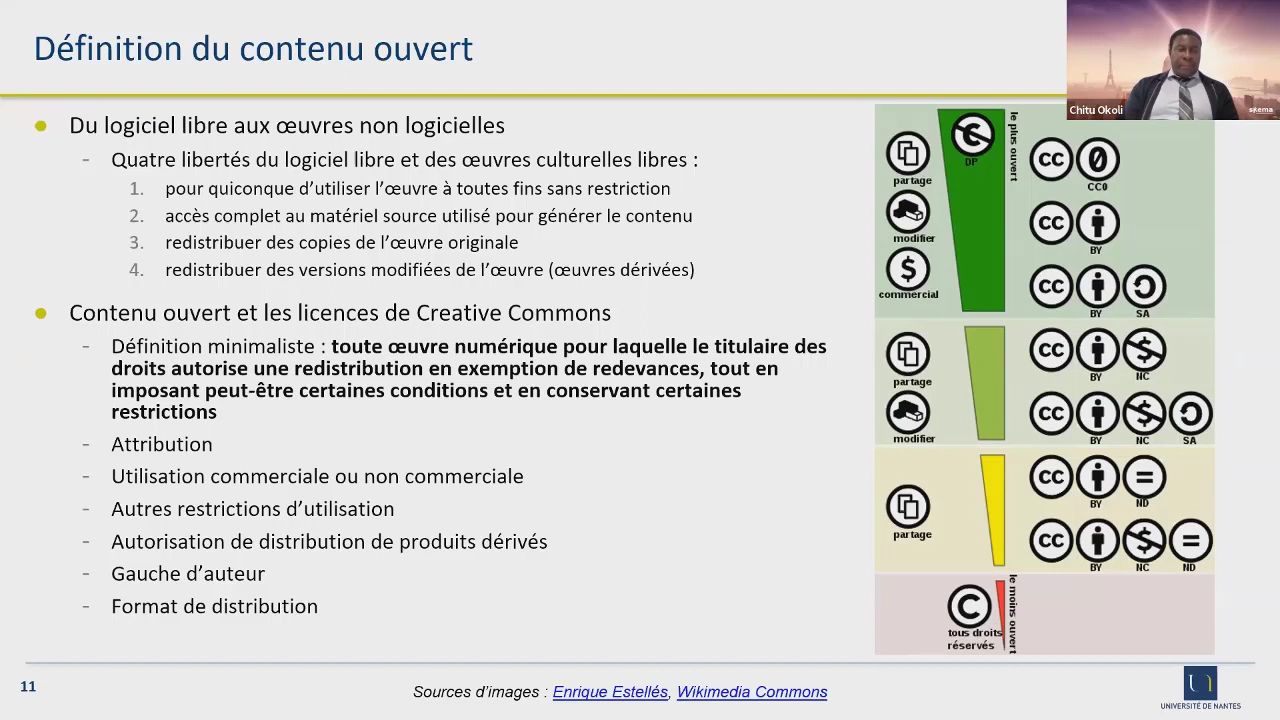 Définition du contenu ouvert
Chitu Okoli
skema
● Du logiciel libre aux œuvres non logicielles
- Quatre libertés du logiciel libre et des œuvres culturelles libres :
1. pour quiconque d’utiliser l’œuvre à toutes fins sans restriction
2. accès complet au matériel source utilisé pour générer le contenu
3. redistribuer des copies de l’œuvre originale
4. redistribuer des versions modifiées de l’œuvre (œuvres dérivées)
● Contenu ouvert et les licences de Creative Commons
- Définition minimaliste : toute œuvre numérique pour laquelle le titulaire des
droits autorise une redistribution en exemption de redevances, tout en
imposant peut-être certaines conditions et en conservant certaines
restrictions
- Attribution
- Utilisation commerciale ou non commerciale
- Autres restrictions d’utilisation
- Autorisation de distribution de produits dérivés
- Gauche d’auteur
- Format de distribution
le plus ouvert
C
DP
partage
modifier
$
commercial
CC 0
CC0
CC
BY
CC
BY SA
partage
modifier
CC $
BY NC
CC $
BY NC SA
partage
CC =
BY ND
CC $ =
BY NC ND
C
tous droits
réservés
le moins ouvert
11
Sources d’images : Enrique Estellés, Wikimedia Commons
U
UNIVERSITÉ DE NANTES